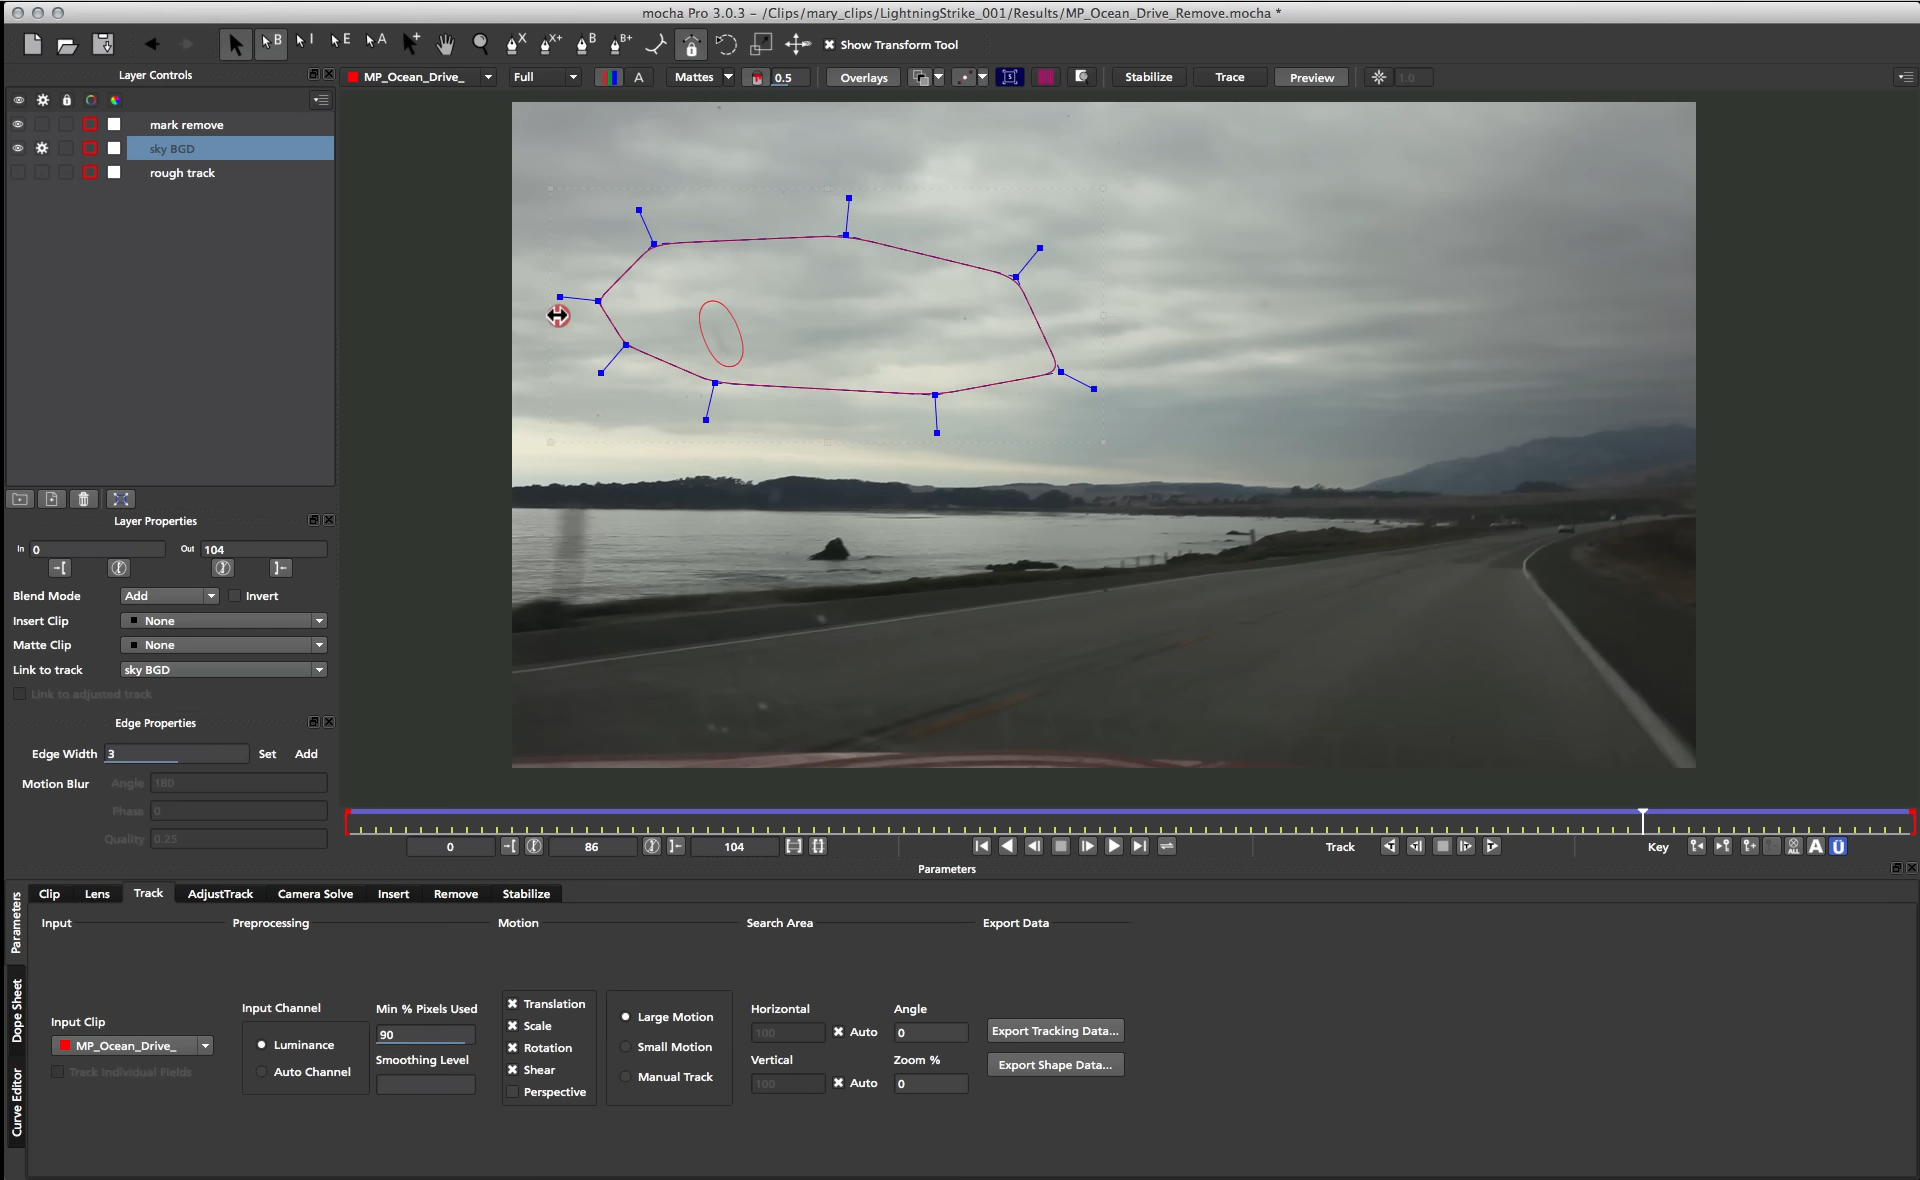 mocha Pro 3.0.3 - /Clips/mary_clips/LightningStrike_001/Results/MP_Ocean_Drive_Remove.mocha *
B I E A X X+ B B+ Show Transform Tool
Layer Controls
MP_Ocean_Drive_ Full A Mattes 0.5 Overlays Stabilize Trace Preview 1.0
mark remove
sky BGD
rough track
Layer Properties
In 0 Out 104
Blend Mode Add Invert
Insert Clip None
Matte Clip None
Link to track sky BGD
Link to adjusted track
Edge Properties
Edge Width 3 Set Add
Motion Blur Angle 180
Phase 0
Quality 0.25
0 86 104 Track Key ALL A Ü
Parameters
Clip Lens Track AdjustTrack Camera Solve Insert Remove Stabilize
Parameters
Dope Sheet
Curve Editor
Input Preprocessing Motion Search Area Export Data
Input Clip
MP_Ocean_Drive_
Track Individual Fields
Input Channel
Luminance
Auto Channel
Min % Pixels Used
90
Smoothing Level
Translation
Scale
Rotation
Shear
Perspective
Large Motion
Small Motion
Manual Track
Horizontal
100 Auto
Vertical
100 Auto
Angle
0
Zoom %
0
Export Tracking Data...
Export Shape Data...